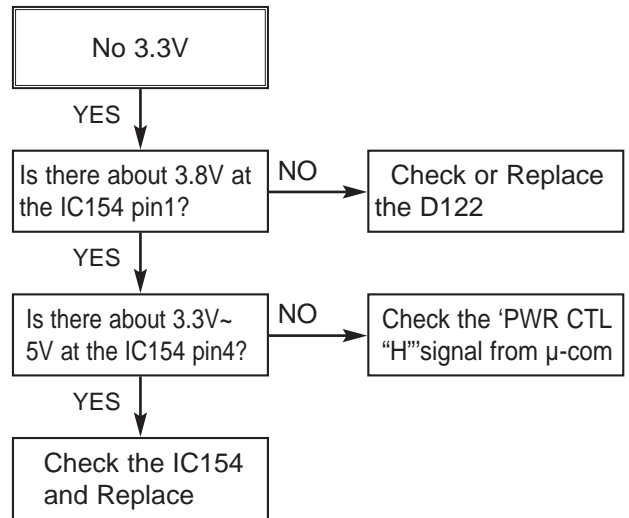 No 3.3V
YES
Is there about 3.8V at
the IC154 pin1?
NO
Check or Replace
the D122
YES
Is there about 3.3V~
5V at the IC154 pin4?
NO
Check the ‘PWR CTL
“H”’signal from µ-com
YES
Check the IC154
and Replace